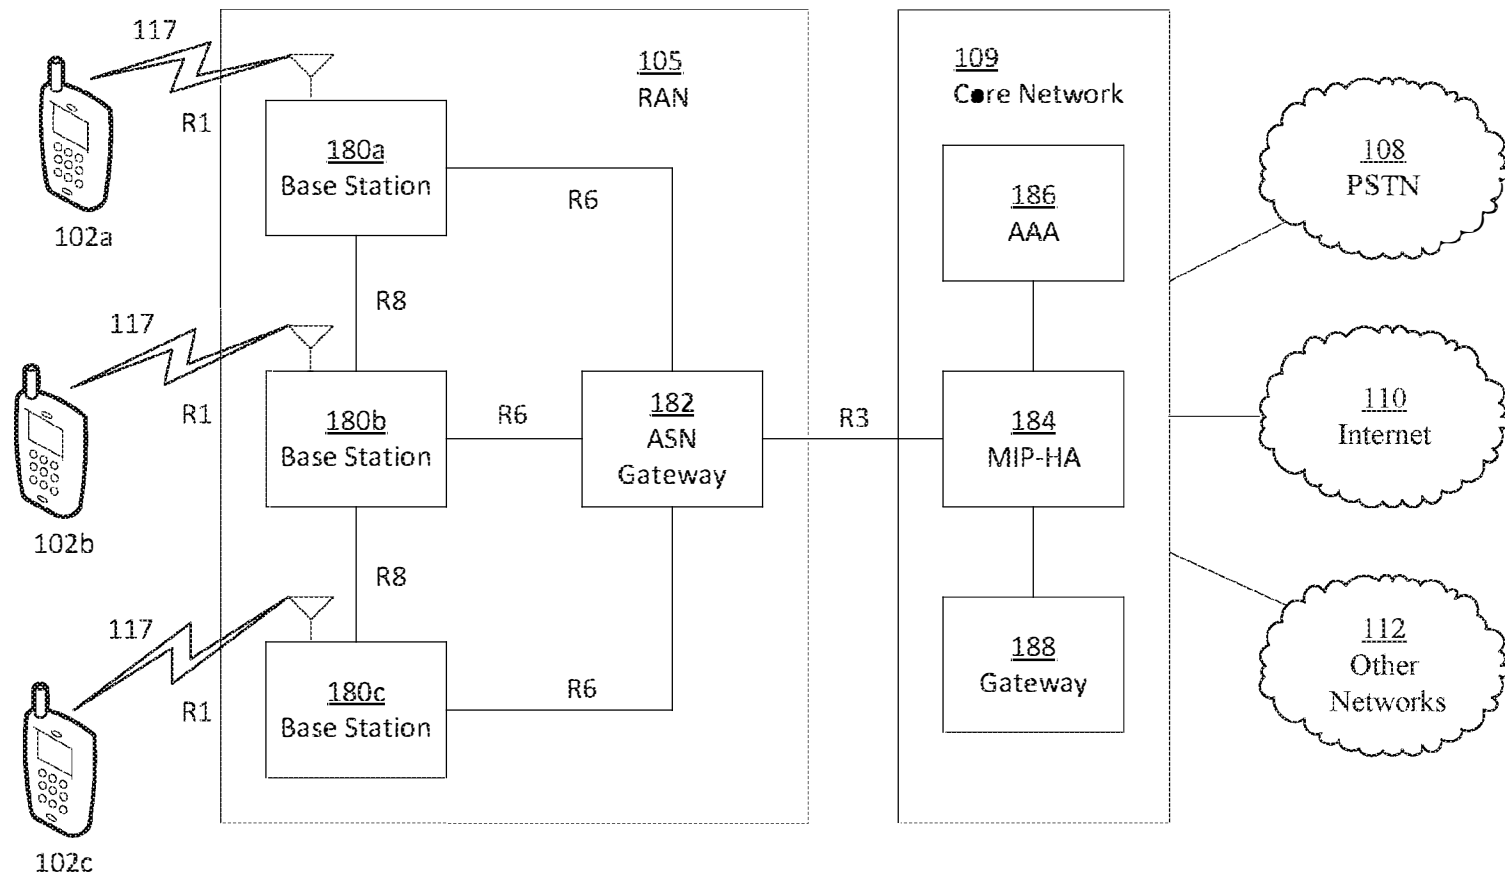 117
R1
102a
117
R1
102b
117
R1
102c
105
RAN
180a
Base Station
R6
R8
180b
Base Station
R6
182
ASN
Gateway
R8
180c
Base Station
R6
R3
109
Core Network
186
AAA
184
MIP-HA
188
Gateway
108
PSTN
110
Internet
112
Other
Networks